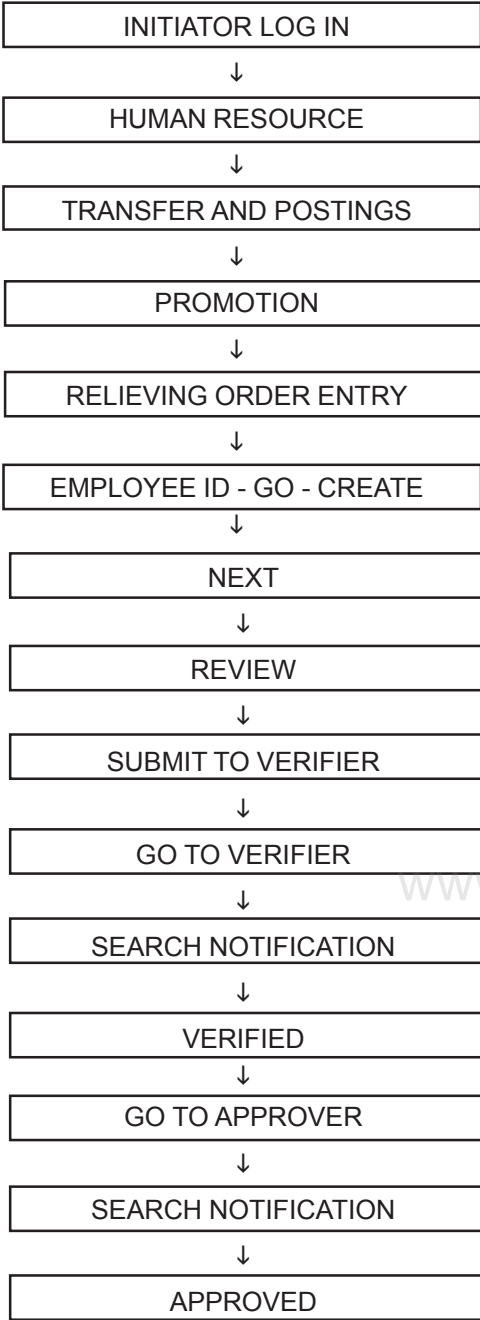 INITIATOR LOG IN
↓
HUMAN RESOURCE
↓
TRANSFER AND POSTINGS
↓
PROMOTION
↓
RELIEVING ORDER ENTRY
↓
EMPLOYEE ID - GO - CREATE
↓
NEXT
↓
REVIEW
↓
SUBMIT TO VERIFIER
↓
GO TO VERIFIER
↓
SEARCH NOTIFICATION
↓
VERIFIED
↓
GO TO APPROVER
↓
SEARCH NOTIFICATION
↓
APPROVED